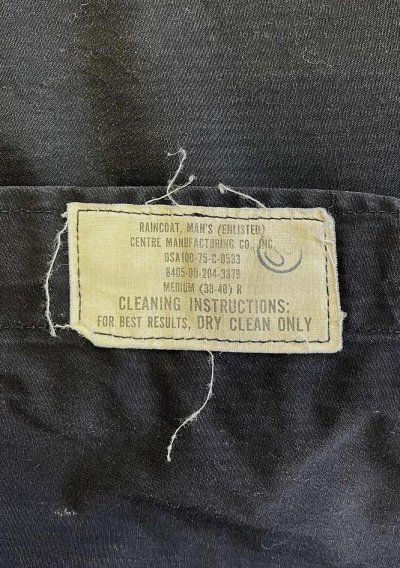 RAINCOAT, MAN'S (ENLISTED)
CENTRE MANUFACTURING CO., INC.
DSA100-75-C-0533
8405-00-204-3379
MEDIUM (38-40) R
CLEANING INSTRUCTIONS:
FOR BEST RESULTS, DRY CLEAN ONLY